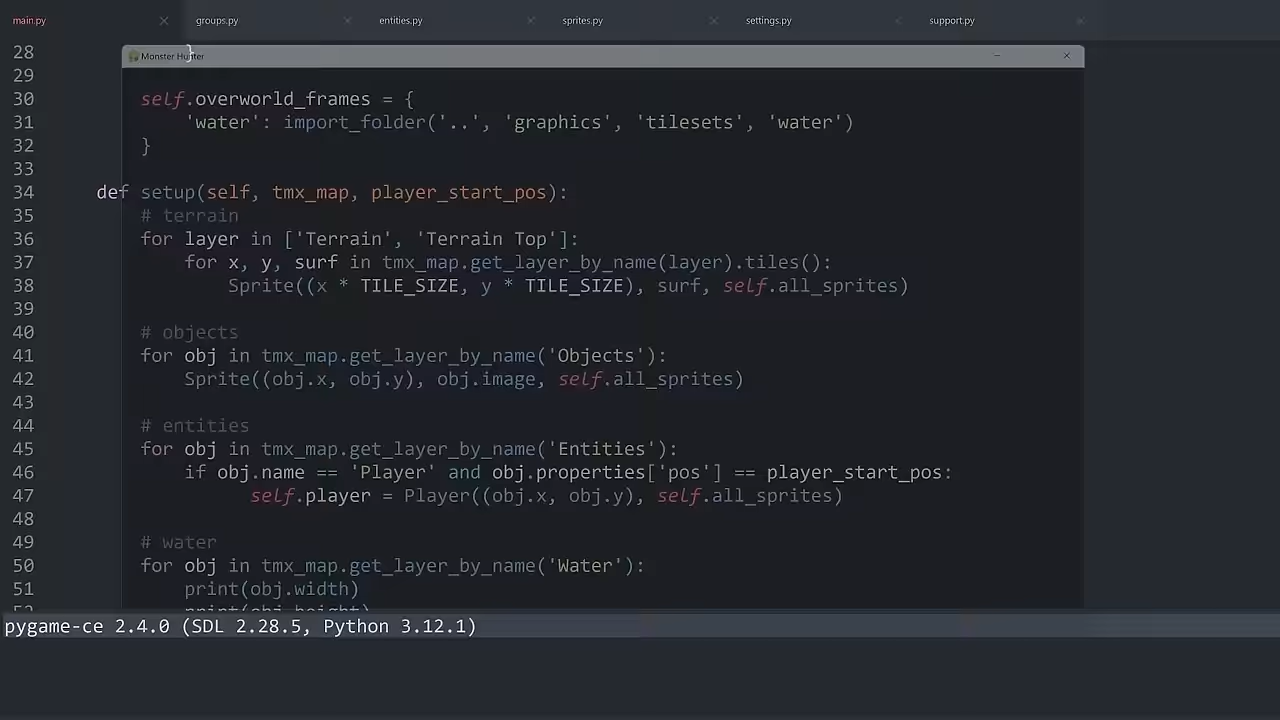 main.py groups.py entities.py sprites.py settings.py support.py
28 }
Monster Hunter
29
30 self.overworld_frames = {
31 'water': import_folder('..', 'graphics', 'tilesets', 'water')
32 }
33
34 def setup(self, tmx_map, player_start_pos):
35 # terrain
36 for layer in ['Terrain', 'Terrain Top']:
37 for x, y, surf in tmx_map.get_layer_by_name(layer).tiles():
38 Sprite((x * TILE_SIZE, y * TILE_SIZE), surf, self.all_sprites)
39
40 # objects
41 for obj in tmx_map.get_layer_by_name('Objects'):
42 Sprite((obj.x, obj.y), obj.image, self.all_sprites)
43
44 # entities
45 for obj in tmx_map.get_layer_by_name('Entities'):
46 if obj.name == 'Player' and obj.properties['pos'] == player_start_pos:
47 self.player = Player((obj.x, obj.y), self.all_sprites)
48
49 # water
50 for obj in tmx_map.get_layer_by_name('Water'):
51 print(obj.width)
52 print(obj.height)
pygame-ce 2.4.0 (SDL 2.28.5, Python 3.12.1)